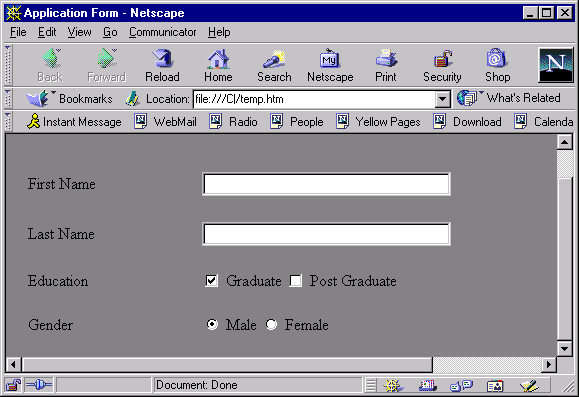 Application Form - Netscape
File Edit View Go Communicator Help
Back Forward Reload Home Search My Netscape Print Security Shop N
Bookmarks Location: file:///C|/temp.htm What's Related
Instant Message WebMail Radio People Yellow Pages Download Calenda
First Name
Last Name
Education Graduate Post Graduate
Gender Male Female
Document: Done